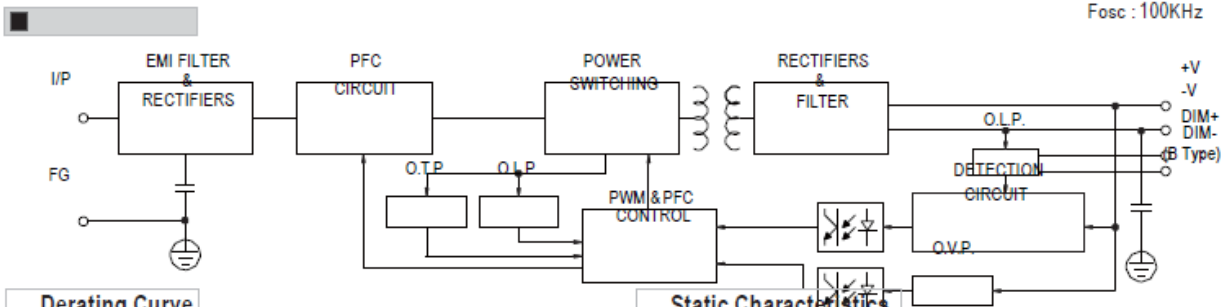 Fosc : 100KHz
I/P
EMI FILTER
&
RECTIFIERS
PFC
CIRCUIT
POWER
SWITCHING
RECTIFIERS
&
FILTER
+V
-V
DIM+
DIM-
(B Type)
O.L.P.
DETECTION
CIRCUIT
FG
O.T.P
O.L.P
PWM & PFC
CONTROL
O.V.P.
Derating Curve
Static Characteristics